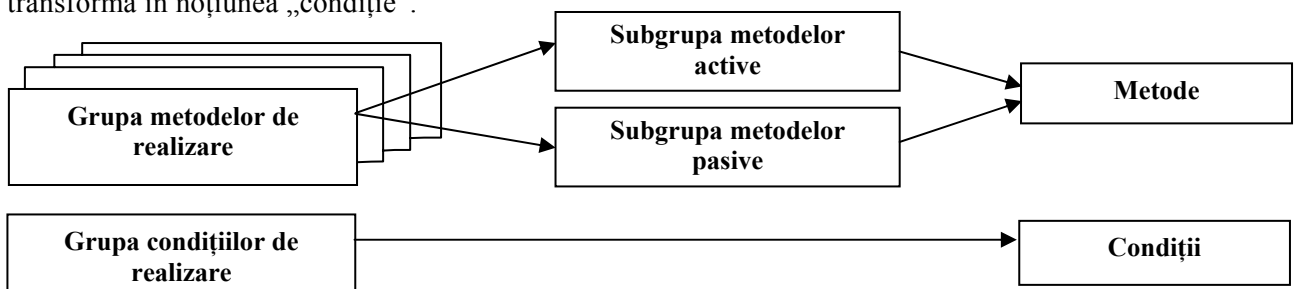 transformă în noțiunea „condiție”.
Subgrupa metodelor
active
Metode
Grupa metodelor de
realizare
Subgrupa metodelor
pasive
Grupa condițiilor de
realizare
Condiții